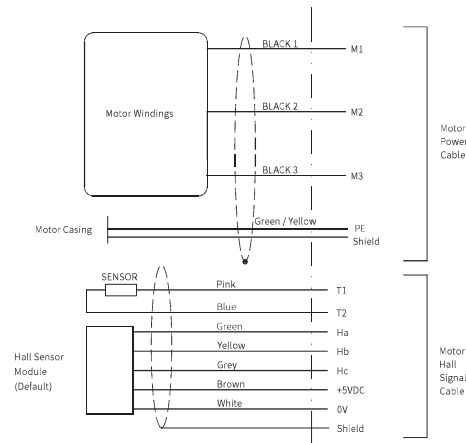 BLACK 1
M1
BLACK 2
M2
Motor Windings
Motor
Power
Cable
BLACK 3
M3
Green / Yellow
Motor Casing
PE
Shield
SENSOR
Pink
T1
Blue
T2
Green
Ha
Yellow
Hb
Hall Sensor
Module
(Default)
Grey
Hc
Motor
Hall
Signal
Cable
Brown
+5VDC
White
0V
Shield